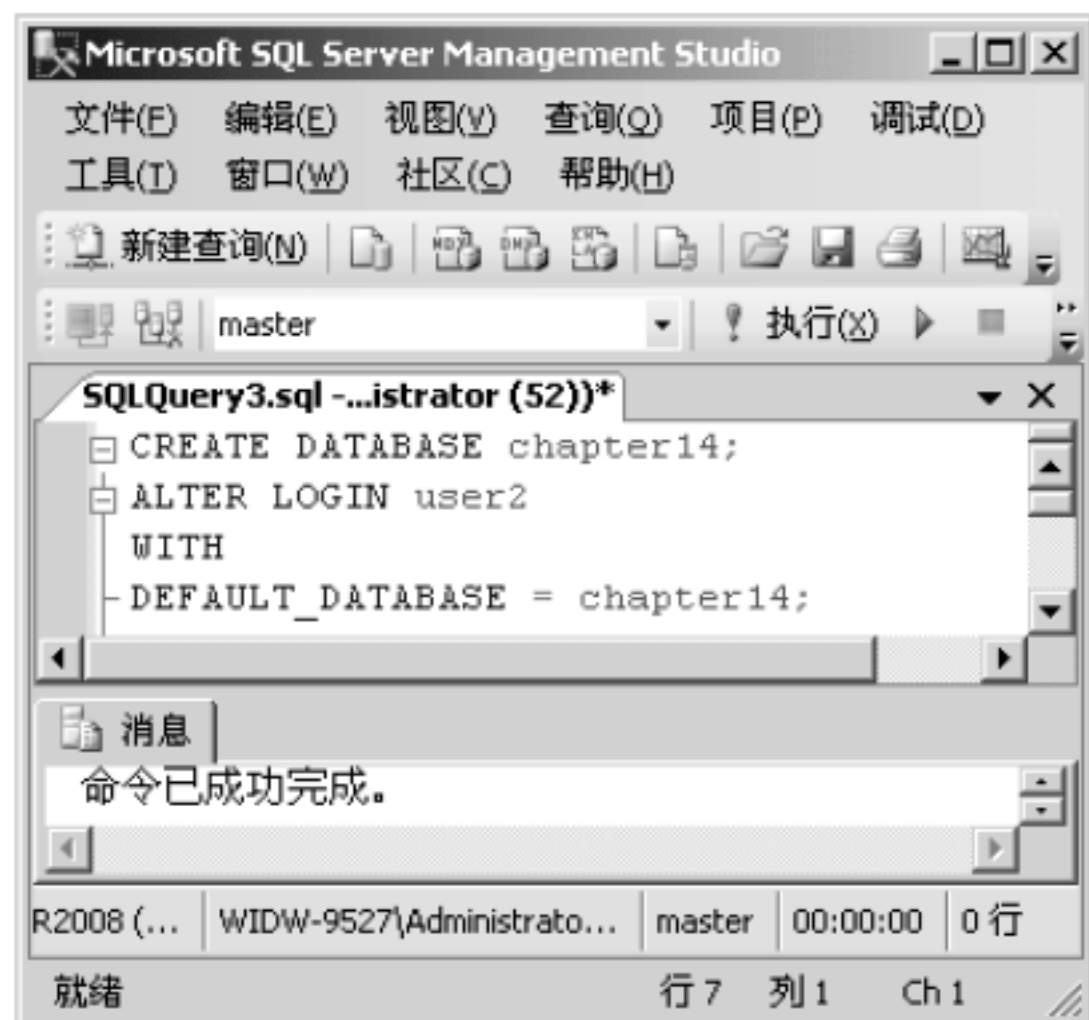 Microsoft SQL Server Management Studio
文件(F) 编辑(E) 视图(V) 查询(Q) 项目(P) 调试(D)
工具(T) 窗口(W) 社区(C) 帮助(H)
新建查询(N)
master 执行(X)
SQLQuery3.sql -...istrator (52))*
CREATE DATABASE chapter14;
ALTER LOGIN user2
WITH
DEFAULT_DATABASE = chapter14;
消息
命令已成功完成。
R2008 (... WIDW-9527\Administrato... master 00:00:00 0 行
就绪 行 7 列 1 Ch 1